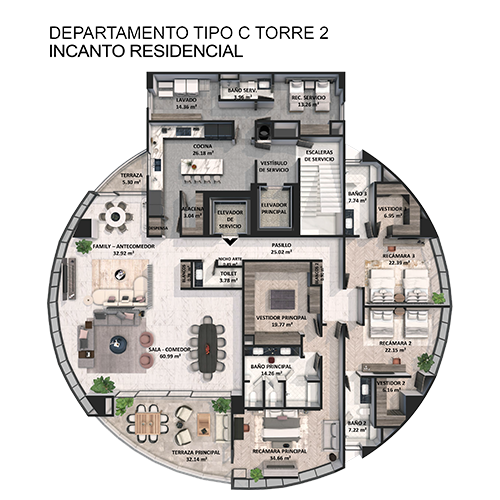 DEPARTAMENTO TIPO C TORRE 2
INCANTO RESIDENCIAL
BAÑO SERV.
3.96 m²
LAVADO
14.86 m²
REC. SERVICIO
13.26 m²
COCINA
26.18 m²
ESCALERAS
DE SERVICIO
VESTÍBULO
DE SERVICIO
TERRAZA
5.30 m²
ALACENA
3.04 m²
ELEVADOR
DE
SERVICIO
ELEVADOR
PRINCIPAL
BAÑO 3
7.74 m²
VESTIDOR
6.95 m²
FAMILY – ANTECOMEDOR
32.92 m²
PASILLO
25.02 m²
NICHO ARTE
TOILET
3.78 m²
RECÁMARA 3
22.39 m²
VESTIDOR PRINCIPAL
19.77 m²
SALA - COMEDOR
60.99 m²
RECÁMARA 2
22.15 m²
BAÑO PRINCIPAL
14.26 m²
VESTIDOR 2
6.16 m²
BAÑO 2
7.22 m²
TERRAZA PRINCIPAL
32.14 m²
RECÁMARA PRINCIPAL
34.66 m²